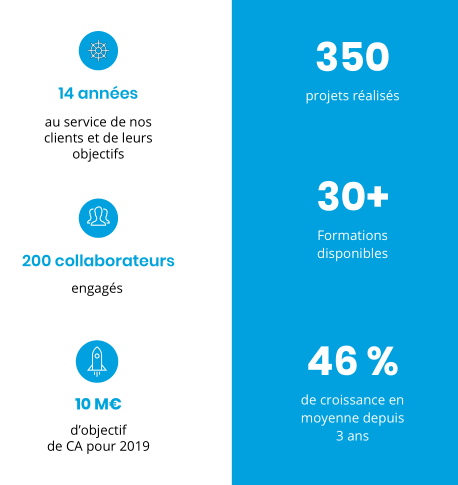 14 années
au service de nos
clients et de leurs
objectifs
200 collaborateurs
engagés
10 M€
d'objectif
de CA pour 2019
350
projets réalisés
30+
Formations
disponibles
46 %
de croissance en
moyenne depuis
3 ans